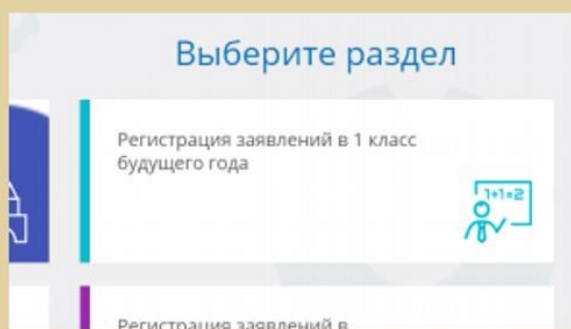 Выберите раздел
Регистрация заявлений в 1 класс
будущего года
1+1=2
Регистрация заявлений в